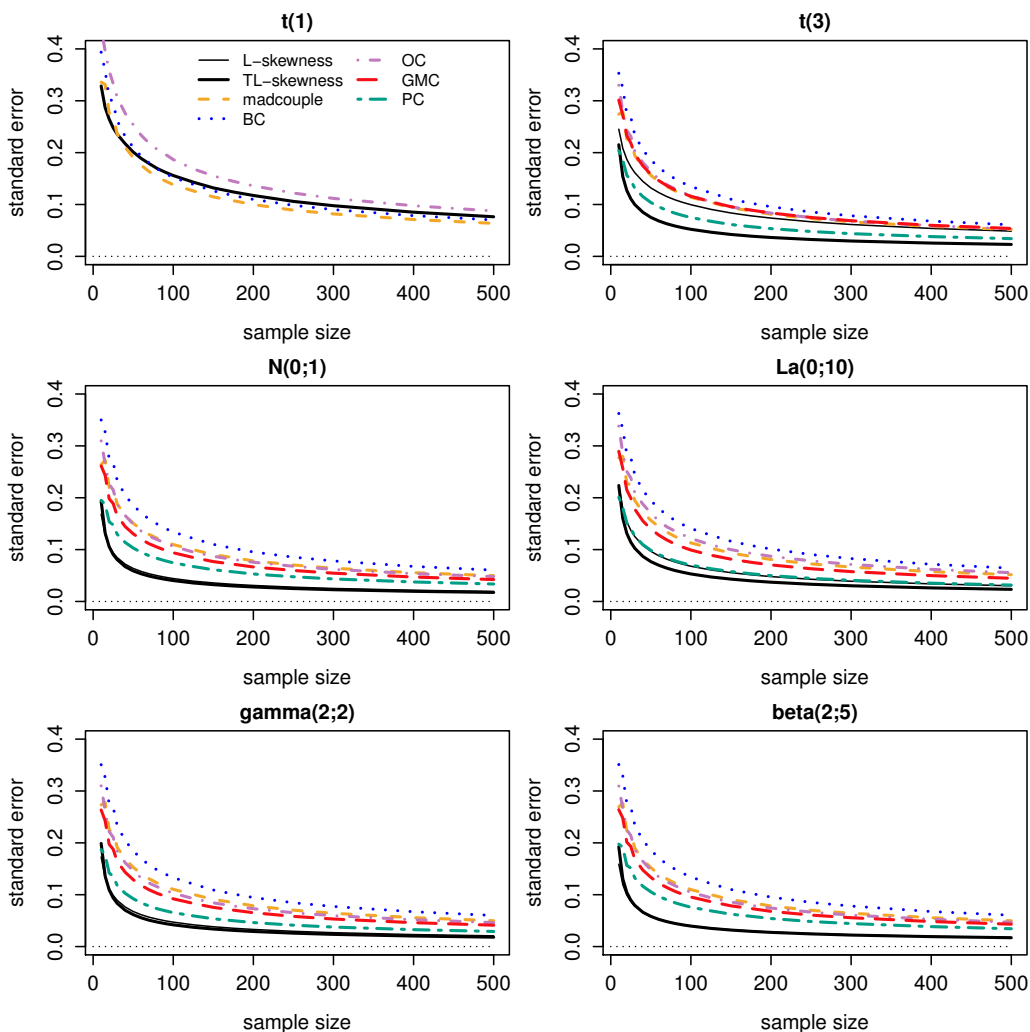 t(1)
standard error
0.0 0.1 0.2 0.3 0.4
L−skewness
TL−skewness
madcouple
BC
OC
GMC
PC
0 100 200 300 400 500
sample size
t(3)
standard error
0.0 0.1 0.2 0.3 0.4
0 100 200 300 400 500
sample size
N(0;1)
standard error
0.0 0.1 0.2 0.3 0.4
0 100 200 300 400 500
sample size
La(0;10)
standard error
0.0 0.1 0.2 0.3 0.4
0 100 200 300 400 500
sample size
gamma(2;2)
standard error
0.0 0.1 0.2 0.3 0.4
0 100 200 300 400 500
sample size
beta(2;5)
standard error
0.0 0.1 0.2 0.3 0.4
0 100 200 300 400 500
sample size